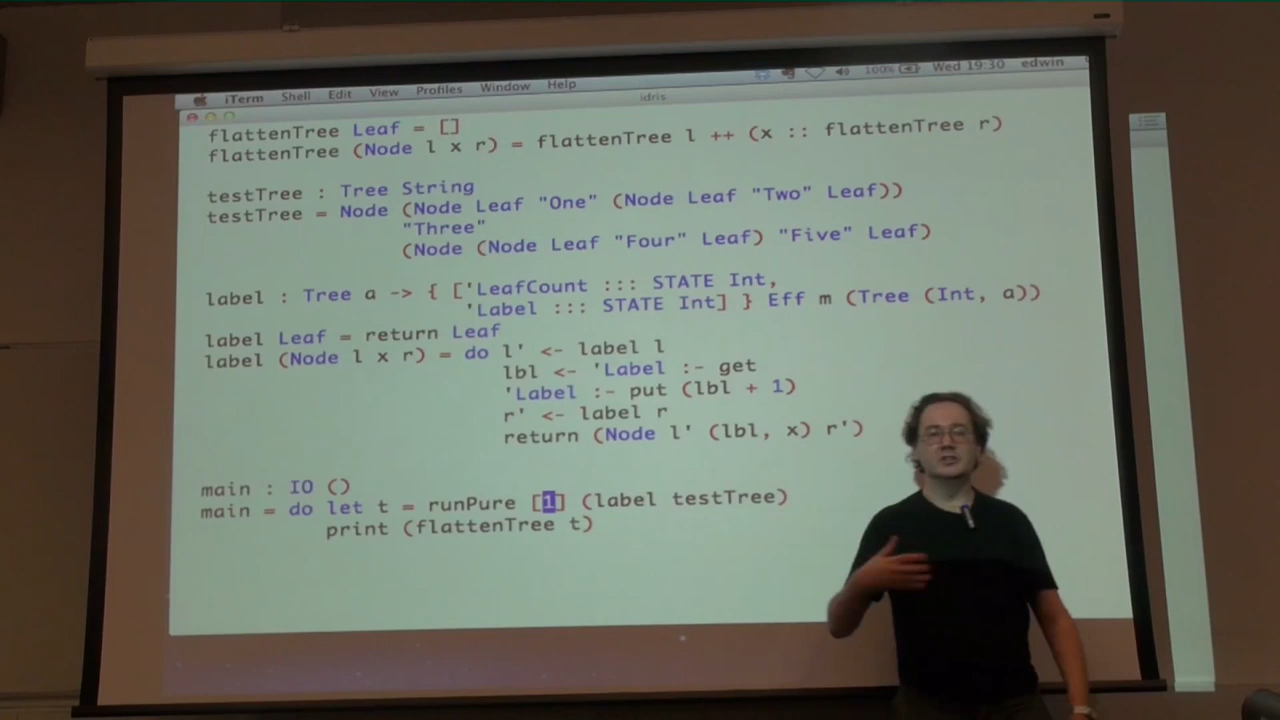 iTerm Shell Edit View Profiles Window Help 100% Wed 19:30 edwin
idris
flattenTree Leaf = []
flattenTree (Node l x r) = flattenTree l ++ (x :: flattenTree r)
testTree : Tree String
testTree = Node (Node Leaf "One" (Node Leaf "Two" Leaf))
"Three"
(Node (Node Leaf "Four" Leaf) "Five" Leaf)
label : Tree a -> { ['LeafCount ::: STATE Int,
'Label ::: STATE Int] } Eff m (Tree (Int, a))
label Leaf = return Leaf
label (Node l x r) = do l' <- label l
lbl <- 'Label :- get
'Label :- put (lbl + 1)
r' <- label r
return (Node l' (lbl, x) r')
main : IO ()
main = do let t = runPure [1] (label testTree)
print (flattenTree t)